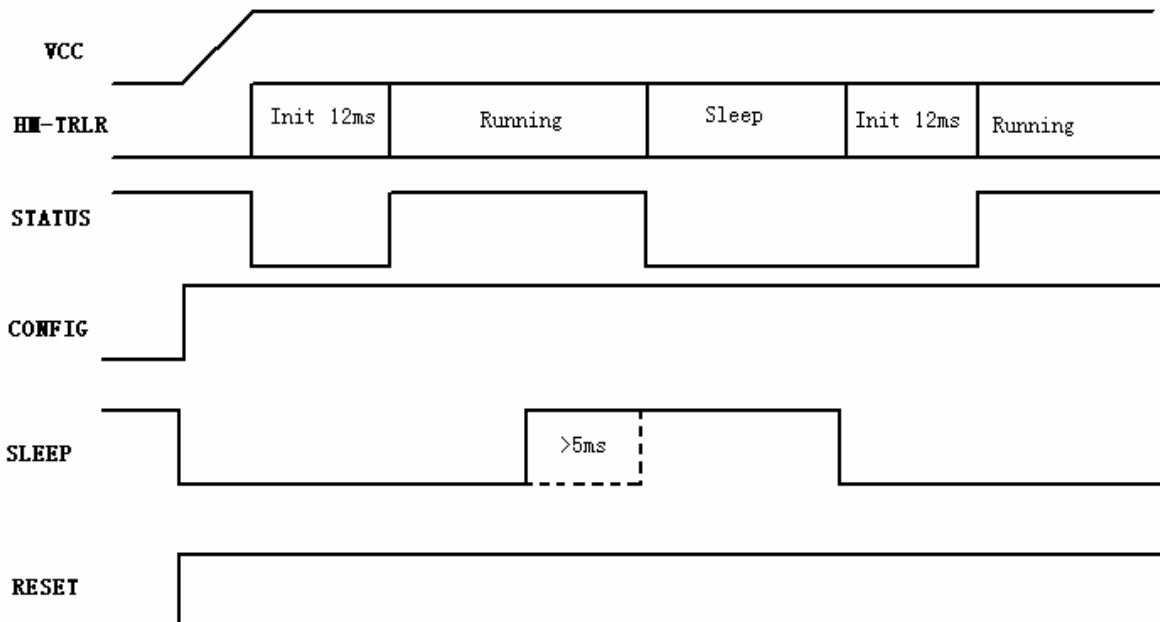 VCC
HM-TRLR
Init 12ms
Running
Sleep
Init 12ms
Running
STATUS
CONFIG
>5ms
SLEEP
RESET